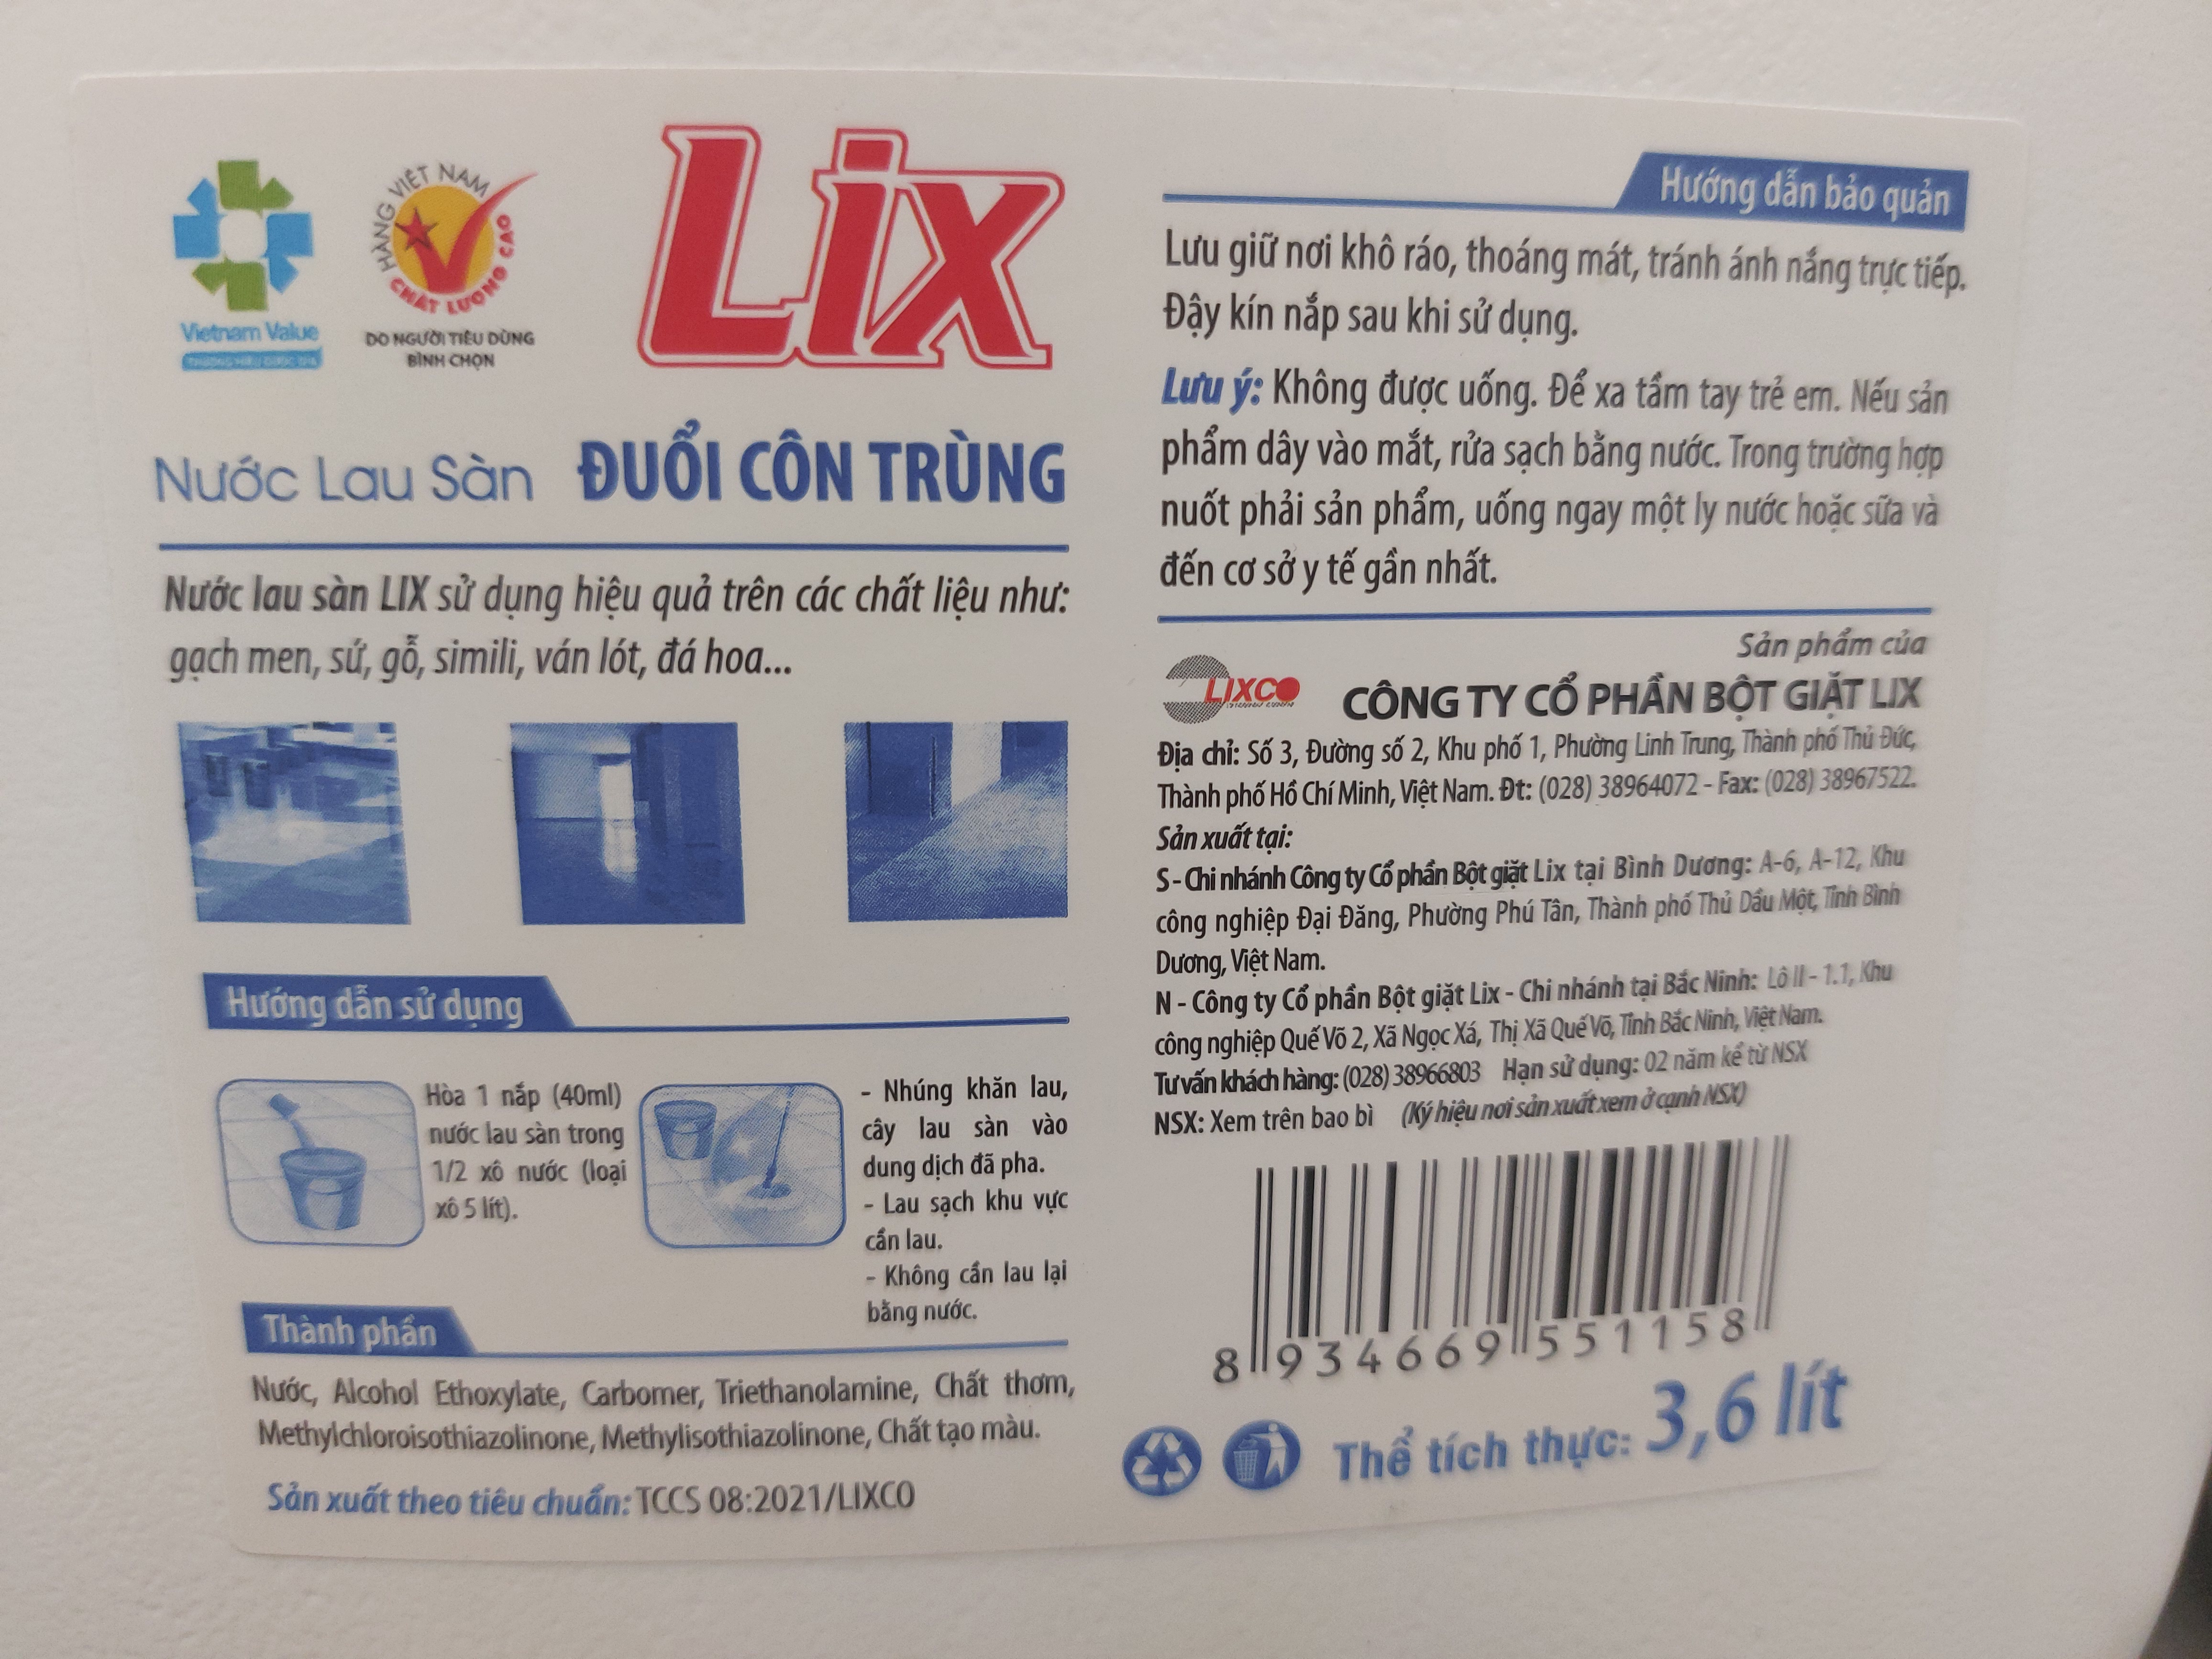 Vietnam Value
HÀNG VIỆT NAM
CHẤT LƯỢNG CAO
DO NGƯỜI TIÊU DÙNG
BÌNH CHỌN
Lix
Nước Lau Sàn ĐUỔI CÔN TRÙNG
Nước lau sàn LIX sử dụng hiệu quả trên các chất liệu như:
gạch men, sứ, gỗ, simili, ván lót, đá hoa...
Hướng dẫn sử dụng
Hòa 1 nắp (40ml)
nước lau sàn trong
1/2 xô nước (loại
xô 5 lít).
- Nhúng khăn lau,
cây lau sàn vào
dung dịch đã pha.
- Lau sạch khu vực
cần lau.
- Không cần lau lại
bằng nước.
Thành phần
Nước, Alcohol Ethoxylate, Carbomer, Triethanolamine, Chất thơm,
Methylchloroisothiazolinone, Methylisothiazolinone, Chất tạo màu.
Sản xuất theo tiêu chuẩn: TCCS 08:2021/LIXCO
Hướng dẫn bảo quản
Lưu giữ nơi khô ráo, thoáng mát, tránh ánh nắng trực tiếp.
Đậy kín nắp sau khi sử dụng.
Lưu ý: Không được uống. Để xa tầm tay trẻ em. Nếu sản
phẩm dây vào mắt, rửa sạch bằng nước. Trong trường hợp
nuốt phải sản phẩm, uống ngay một ly nước hoặc sữa và
đến cơ sở y tế gần nhất.
Sản phẩm của
LIXCO
CÔNG TY CỔ PHẦN BỘT GIẶT LIX
Địa chỉ: Số 3, Đường số 2, Khu phố 1, Phường Linh Trung, Thành phố Thủ Đức,
Thành phố Hồ Chí Minh, Việt Nam. Đt: (028) 38964072 - Fax: (028) 38967522.
Sản xuất tại:
S - Chi nhánh Công ty Cổ phần Bột giặt Lix tại Bình Dương: A-6, A-12, Khu
công nghiệp Đại Đăng, Phường Phú Tân, Thành phố Thủ Dầu Một, Tỉnh Bình
Dương, Việt Nam.
N - Công ty Cổ phần Bột giặt Lix - Chi nhánh tại Bắc Ninh: Lô II - 1.1, Khu
công nghiệp Quế Võ 2, Xã Ngọc Xá, Thị Xã Quế Võ, Tỉnh Bắc Ninh, Việt Nam.
Tư vấn khách hàng: (028) 38966803 Hạn sử dụng: 02 năm kể từ NSX
NSX: Xem trên bao bì (Ký hiệu nơi sản xuất xem ở cạnh NSX)
8 934669 551158
Thể tích thực: 3,6 lít